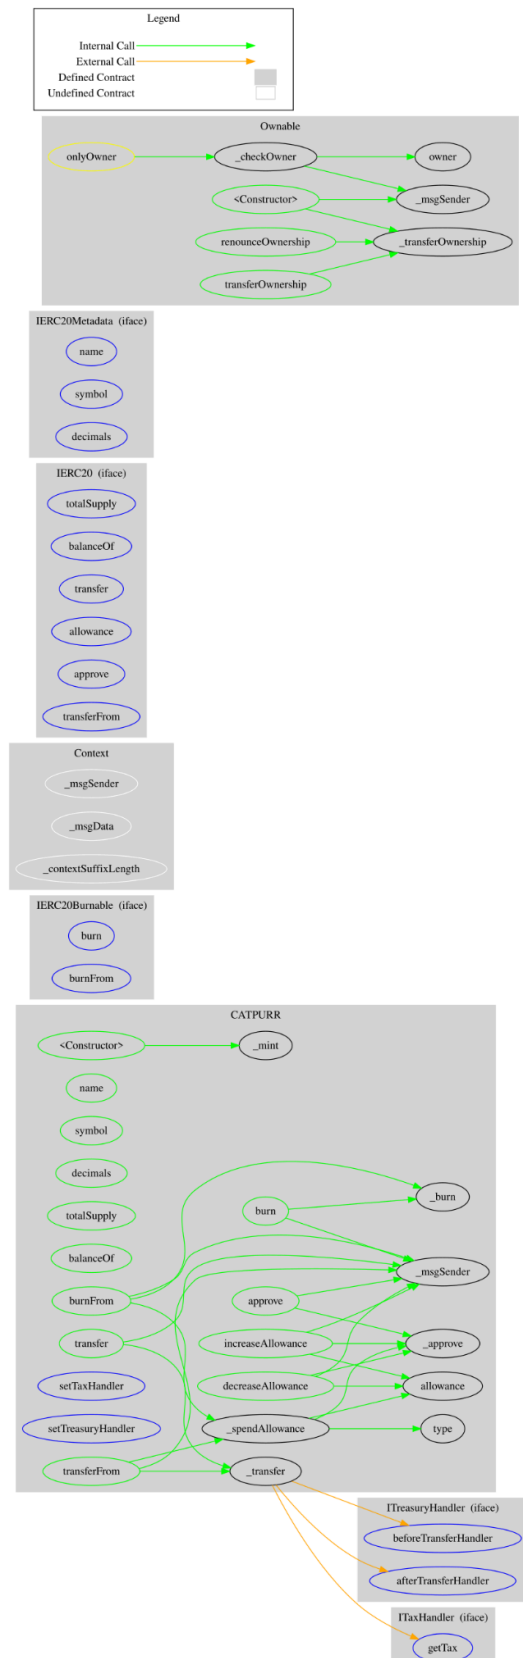 Legend
Internal Call
External Call
Defined Contract
Undefined Contract
Ownable
onlyOwner
_checkOwner
owner
<Constructor>
_msgSender
renounceOwnership
_transferOwnership
transferOwnership
IERC20Metadata (iface)
name
symbol
decimals
IERC20 (iface)
totalSupply
balanceOf
transfer
allowance
approve
transferFrom
Context
_msgSender
_msgData
_contextSuffixLength
IERC20Burnable (iface)
burn
burnFrom
CATPURR
<Constructor>
_mint
name
symbol
decimals
_burn
totalSupply
burn
balanceOf
_msgSender
burnFrom
approve
transfer
increaseAllowance
_approve
setTaxHandler
decreaseAllowance
allowance
setTreasuryHandler
_spendAllowance
type
transferFrom
_transfer
ITreasuryHandler (iface)
beforeTransferHandler
afterTransferHandler
ITaxHandler (iface)
getTax